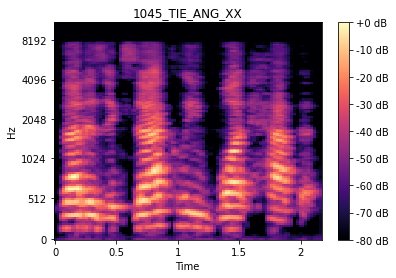 1045_TIE_ANG_XX
8192
4096
2048
1024
512
0
Hz
0
0.5
1
1.5
2
Time
+0 dB
-10 dB
-20 dB
-30 dB
-40 dB
-50 dB
-60 dB
-70 dB
-80 dB